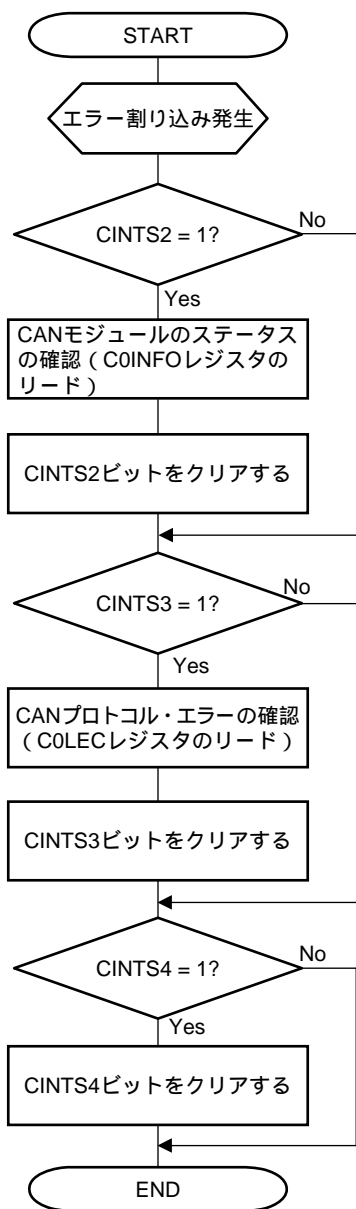 START
エラー割り込み発生
CINTS2 = 1?
No
Yes
CANモジュールのステータス
の確認（C0INFOレジスタの
リード）
CINTS2ビットをクリアする
CINTS3 = 1?
No
Yes
CANプロトコル・エラーの確認
（C0LECレジスタのリード）
CINTS3ビットをクリアする
CINTS4 = 1?
No
Yes
CINTS4ビットをクリアする
END